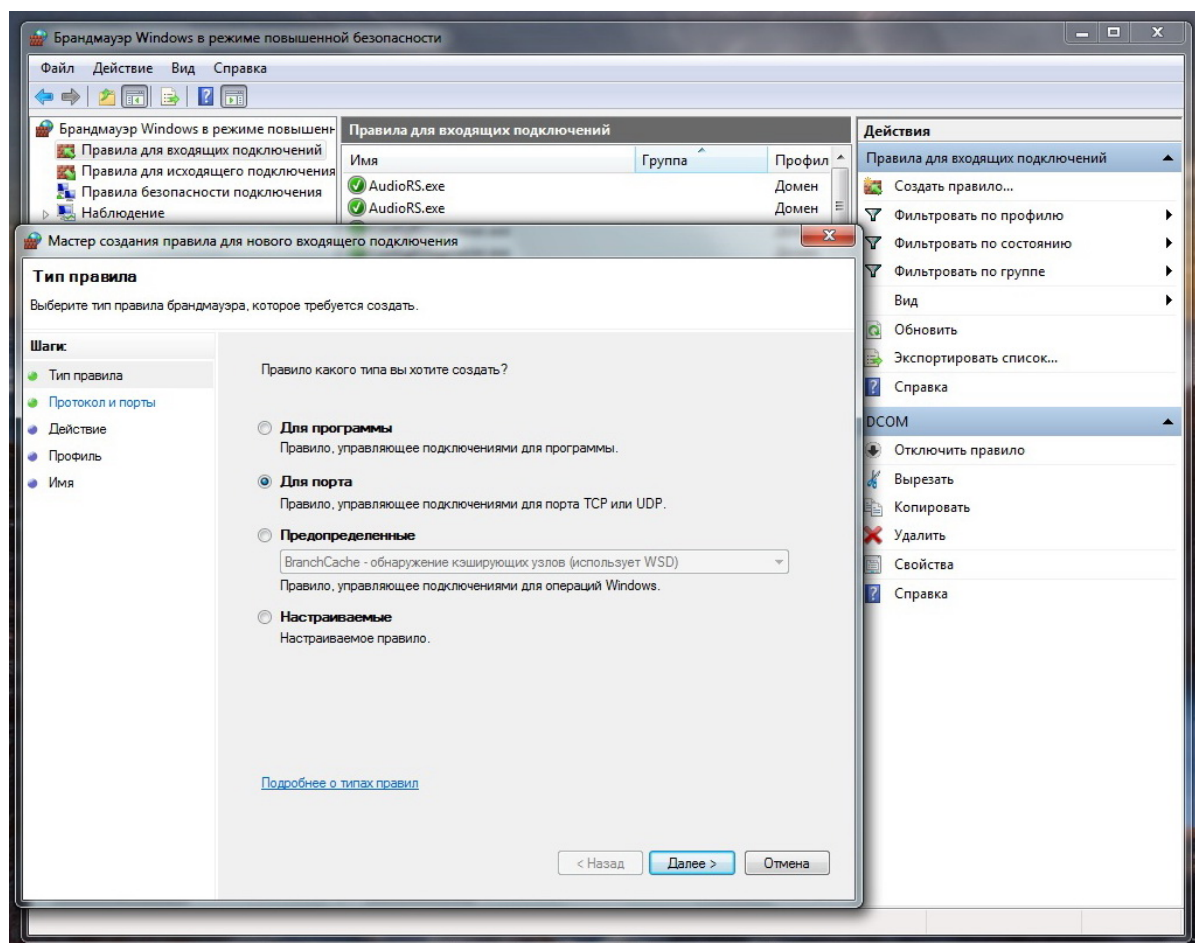 Брандмауэр Windows в режиме повышенной безопасности
Файл Действие Вид Справка
Брандмауэр Windows в режиме повышенн
Правила для входящих подключений
Правила для исходящего подключения
Правила безопасности подключения
Наблюдение
Правила для входящих подключений
Имя Группа Профил
AudioRS.exe Домен
AudioRS.exe Домен
Действия
Правила для входящих подключений
Создать правило...
Фильтровать по профилю
Фильтровать по состоянию
Фильтровать по группе
Вид
Обновить
Экспортировать список...
Справка
DCOM
Отключить правило
Вырезать
Копировать
Удалить
Свойства
Справка
Мастер создания правила для нового входящего подключения
Тип правила
Выберите тип правила брандмауэра, которое требуется создать.
Шаги:
Тип правила
Протокол и порты
Действие
Профиль
Имя
Правило какого типа вы хотите создать?
Для программы
Правило, управляющее подключениями для программы.
Для порта
Правило, управляющее подключениями для порта TCP или UDP.
Предопределенные
BranchCache - обнаружение кэширующих узлов (использует WSD)
Правило, управляющее подключениями для операций Windows.
Настраиваемые
Настраиваемое правило.
Подробнее о типах правил
< Назад Далее > Отмена